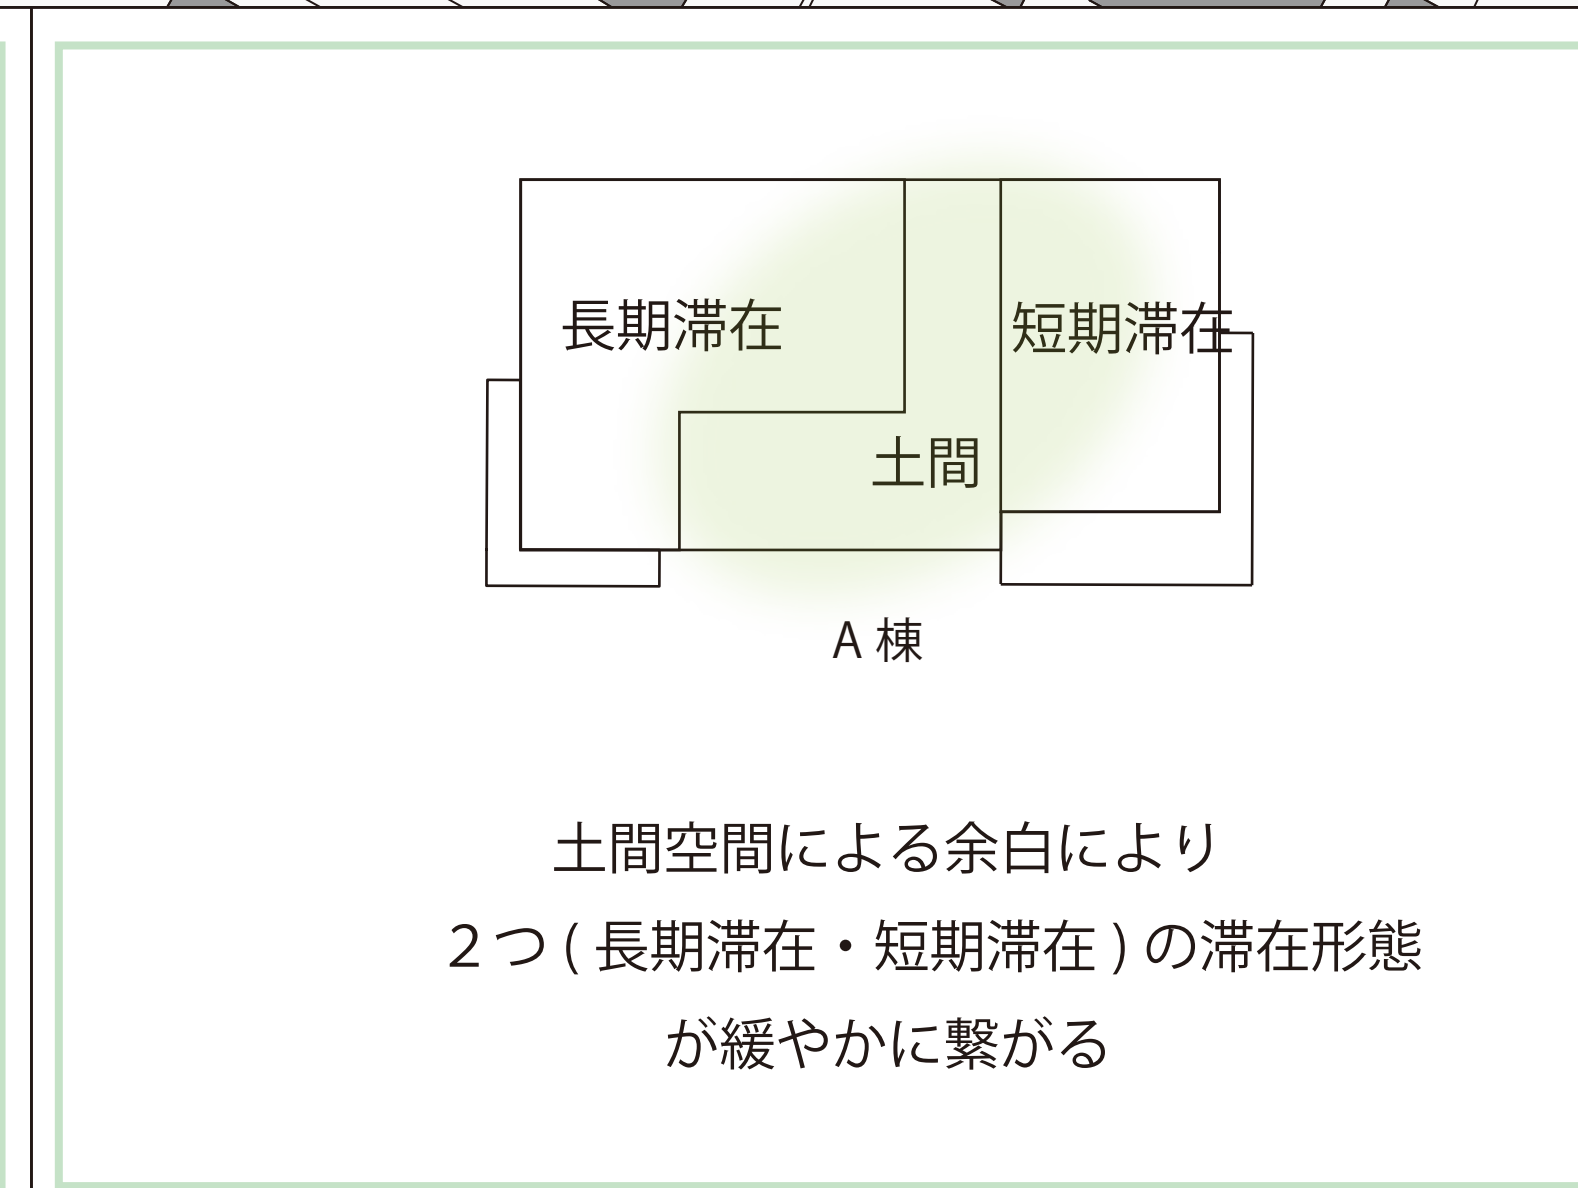 長期滞在
短期滞在
土間
A 棟
土間空間による余白により
２つ ( 長期滞在・短期滞在 ) の滞在形態
が緩やかに繋がる